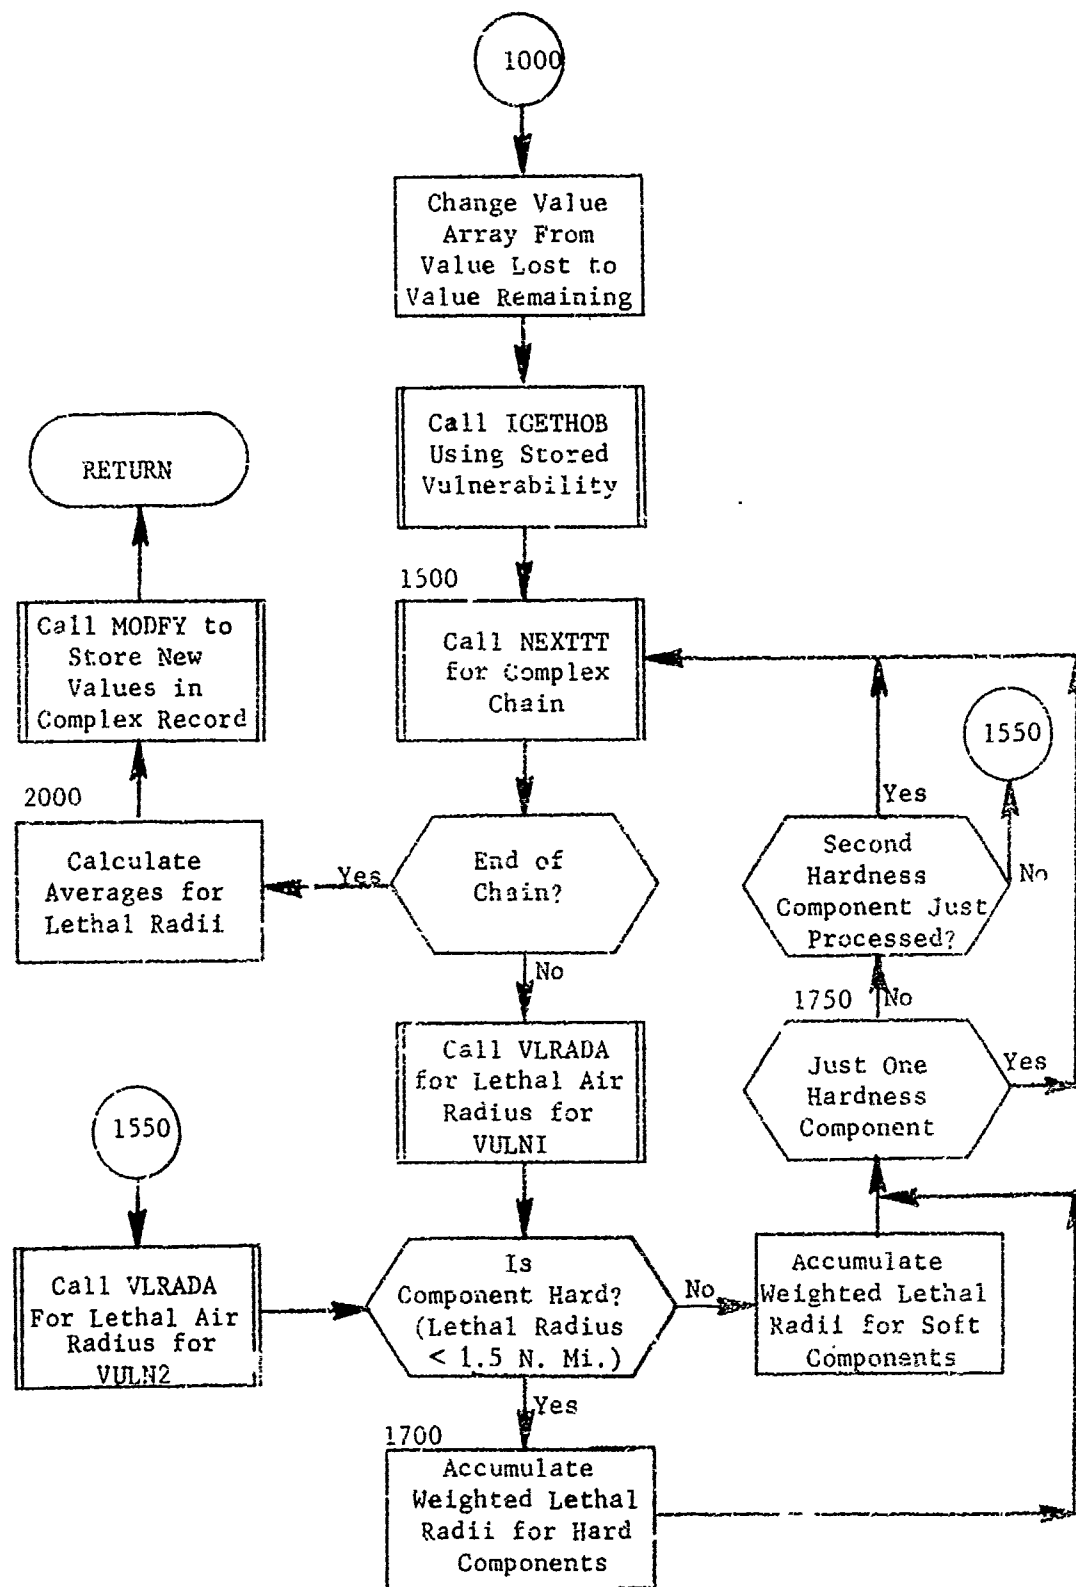 1000
Change Value
Array From
Value Lost to
Value Remaining
Call IGETHOB
Using Stored
Vulnerability
RETURN
1500
Call MODFY to
Store New
Values in
Complex Record
Call NEXTTT
for Complex
Chain
1550
2000
Calculate
Averages for
Lethal Radii
Yes
End of
Chain?
No
Yes
Second
Hardness
Component Just
Processed?
No
1750
No
Call VLRADA
for Lethal Air
Radius for
VULN1
Just One
Hardness
Component
Yes
1550
Call VLRADA
For Lethal Air
Radius for
VULN2
Is
Component Hard?
(Lethal Radius
< 1.5 N. Mi.)
No
Accumulate
Weighted Lethal
Radii for Soft
Components
Yes
1700
Accumulate
Weighted Lethal
Radii for Hard
Components